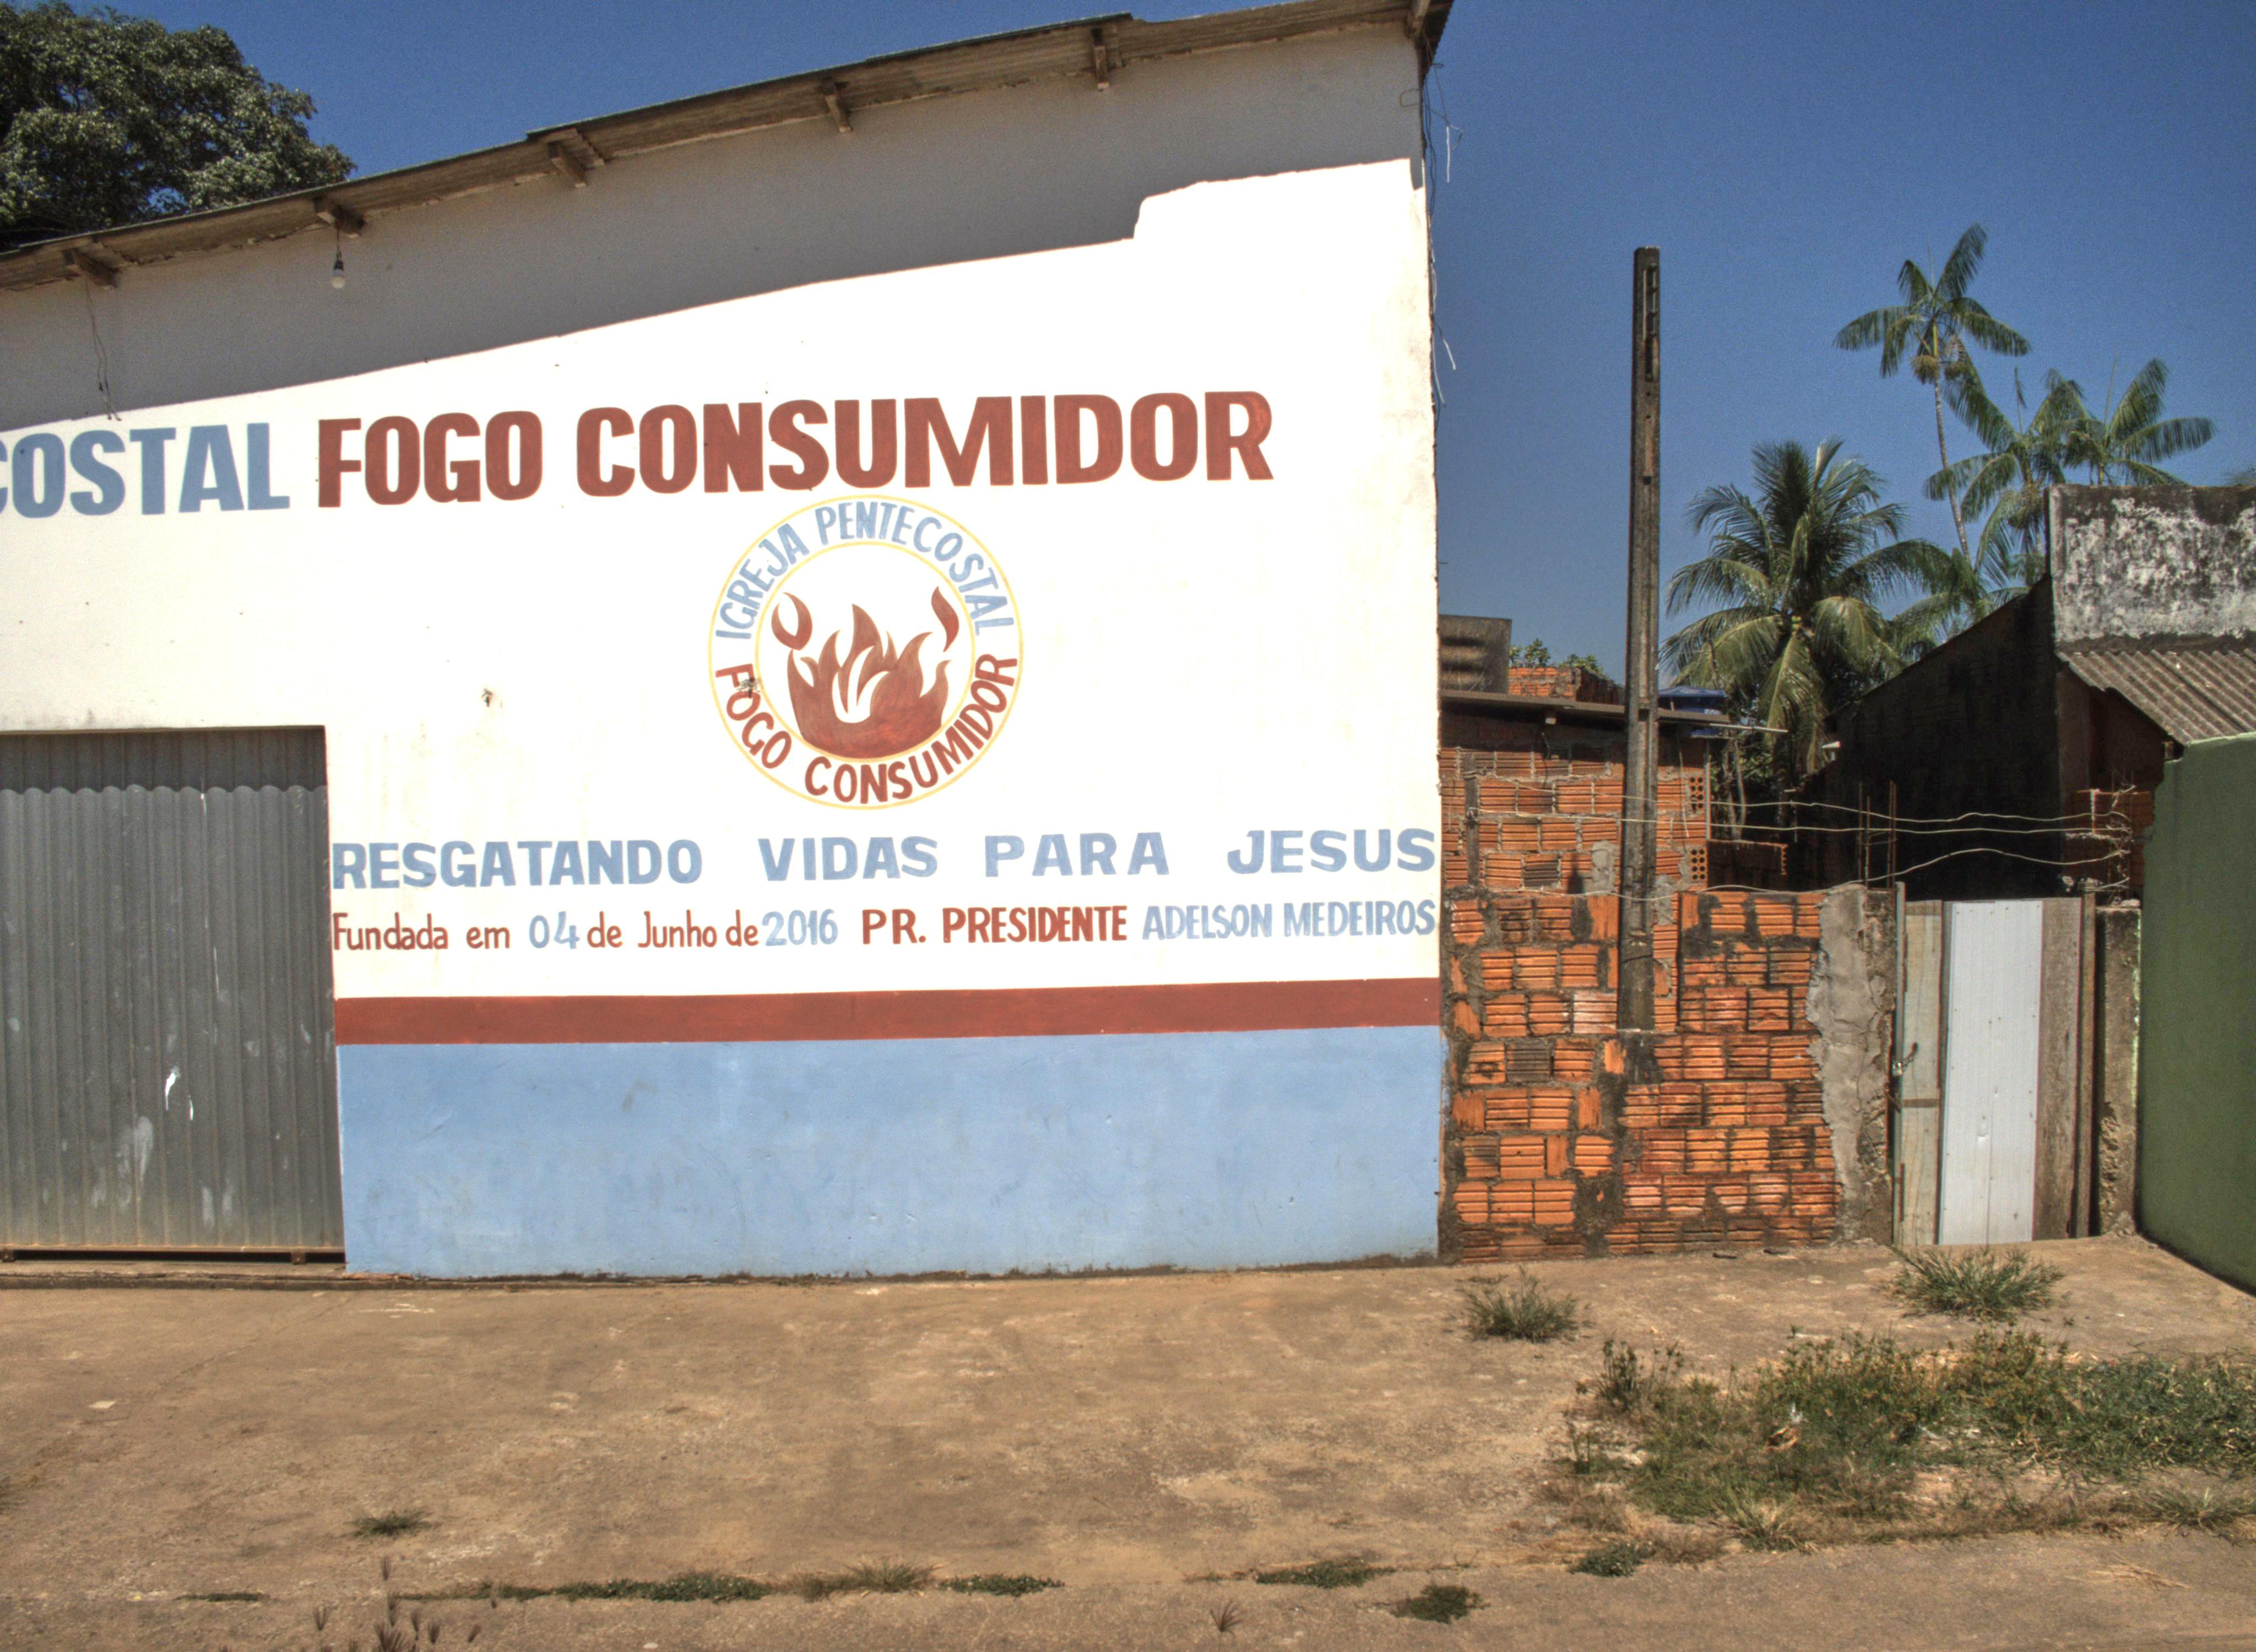 COSTAL FOGO CONSUMIDOR
IGREJA PENTECOSTAL
FOGO CONSUMIDOR
RESGATANDO VIDAS PARA JESUS
Fundada em 04 de Junho de 2016 PR. PRESIDENTE ADELSON MEDEIROS